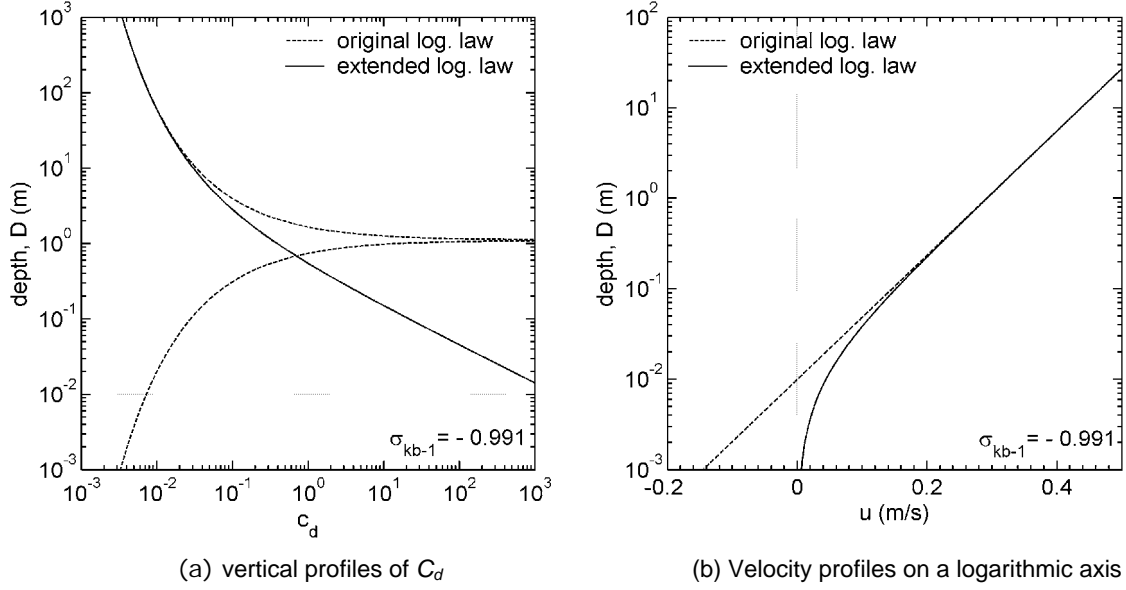 original log. law
extended log. law
10^3
10^2
10^1
10^0
10^-1
10^-2
10^-3
depth, D (m)
σ_kb-1 = - 0.991
10^-3 10^-2 10^-1 10^0 10^1 10^2 10^3
c_d
(a) vertical profiles of C_d
original log. law
extended log. law
10^2
10^1
10^0
10^-1
10^-2
10^-3
depth, D (m)
σ_kb-1 = - 0.991
-0.2 0 0.2 0.4
u (m/s)
(b) Velocity profiles on a logarithmic axis